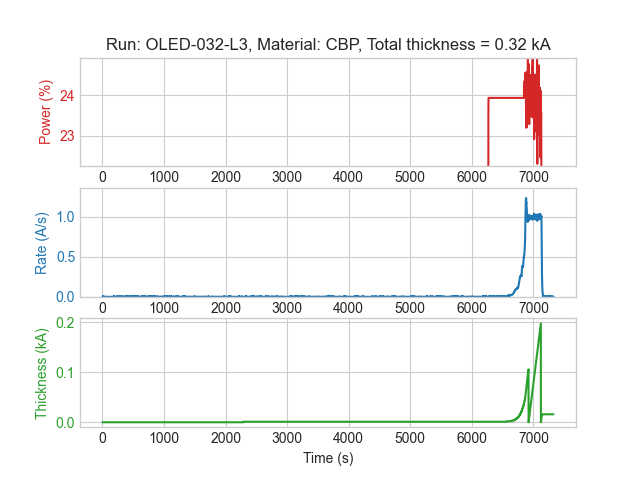 Run: OLED-032-L3, Material: CBP, Total thickness = 0.32 kA
Power (%)
24
23
0 1000 2000 3000 4000 5000 6000 7000
Rate (A/s)
1.0
0.5
0.0
0 1000 2000 3000 4000 5000 6000 7000
Thickness (kA)
0.2
0.1
0.0
0 1000 2000 3000 4000 5000 6000 7000
Time (s)